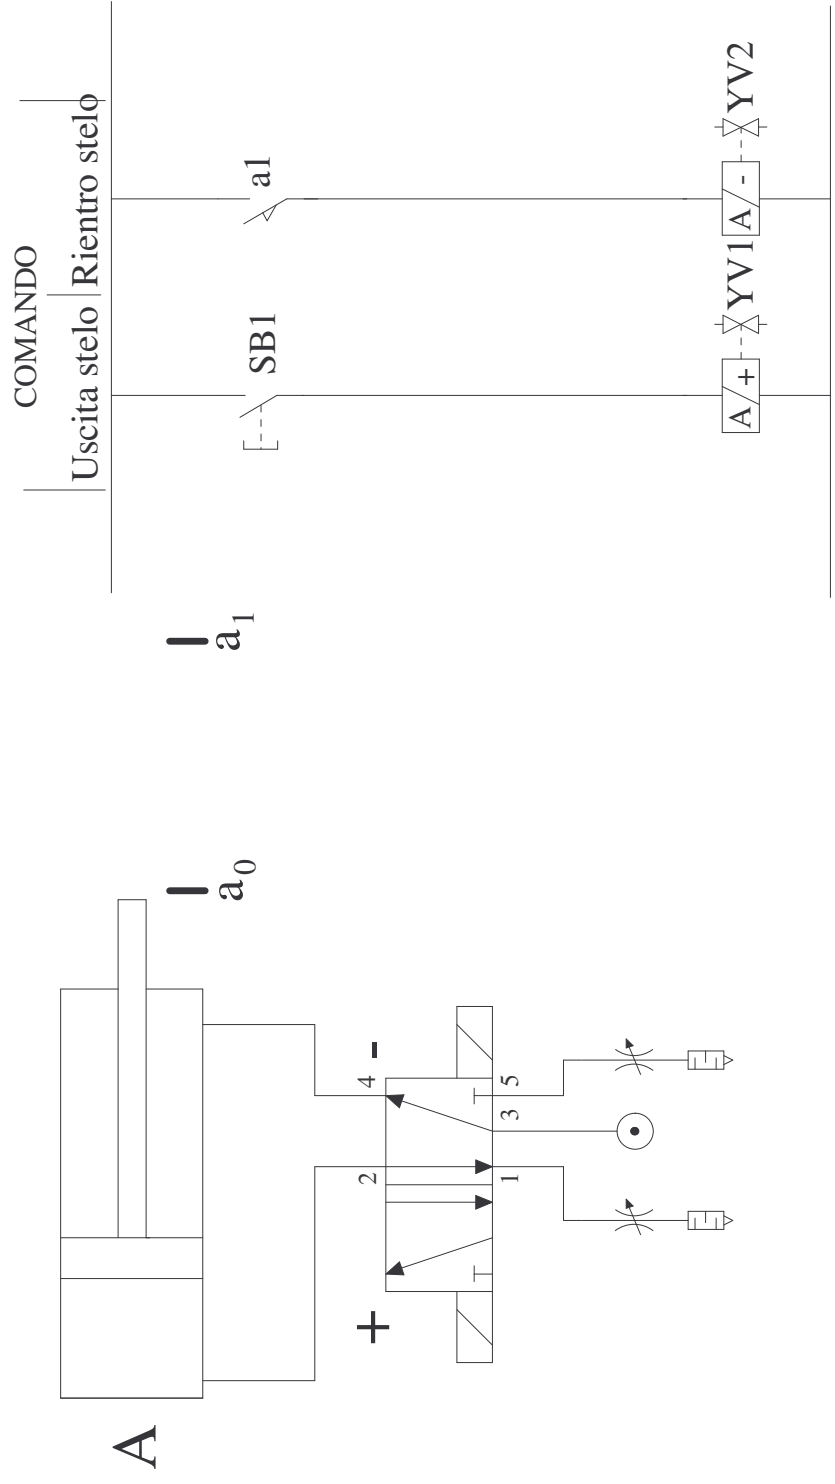 COMANDO
Uscita stelo
Rientro stelo
SB1
a1
A +
YV1
A -
YV2
A
a0
a1
+
-
2
4
1
3
5